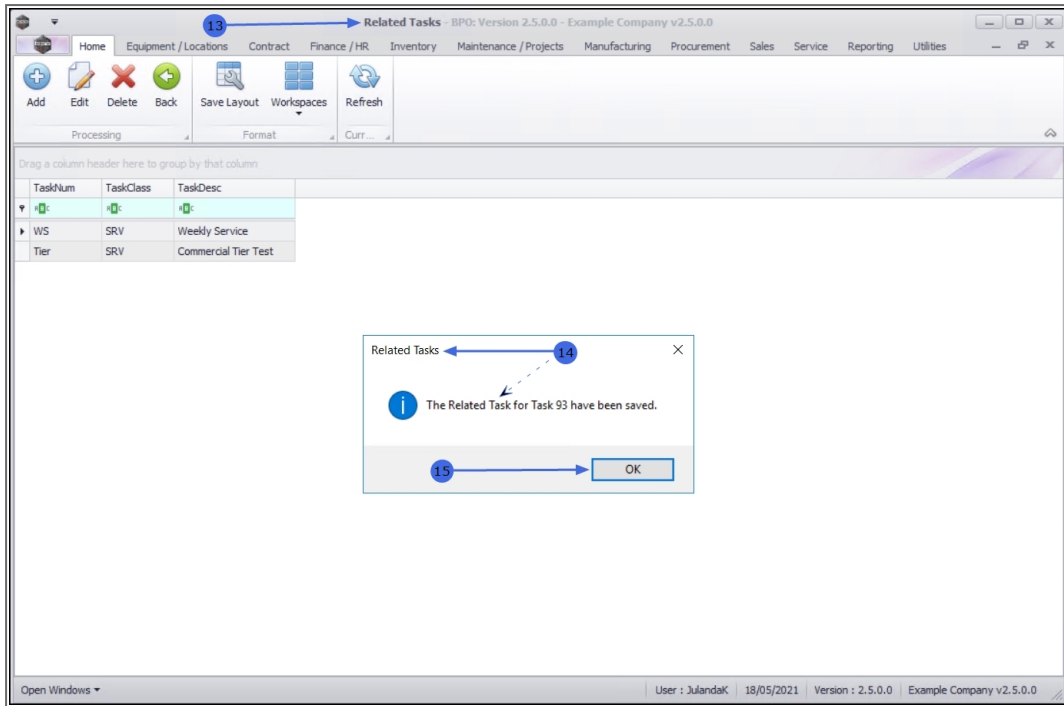 13
Related Tasks - BPO: Version 2.5.0.0 - Example Company v2.5.0.0
Home Equipment / Locations Contract Finance / HR Inventory Maintenance / Projects Manufacturing Procurement Sales Service Reporting Utilities
Add Edit Delete Back Save Layout Workspaces Refresh
Processing Format Curr...
Drag a column header here to group by that column
TaskNum TaskClass TaskDesc
WS SRV Weekly Service
Tier SRV Commercial Tier Test
Related Tasks 14
The Related Task for Task 93 have been saved.
15 OK
Open Windows User : JulandaK 18/05/2021 Version : 2.5.0.0 Example Company v2.5.0.0